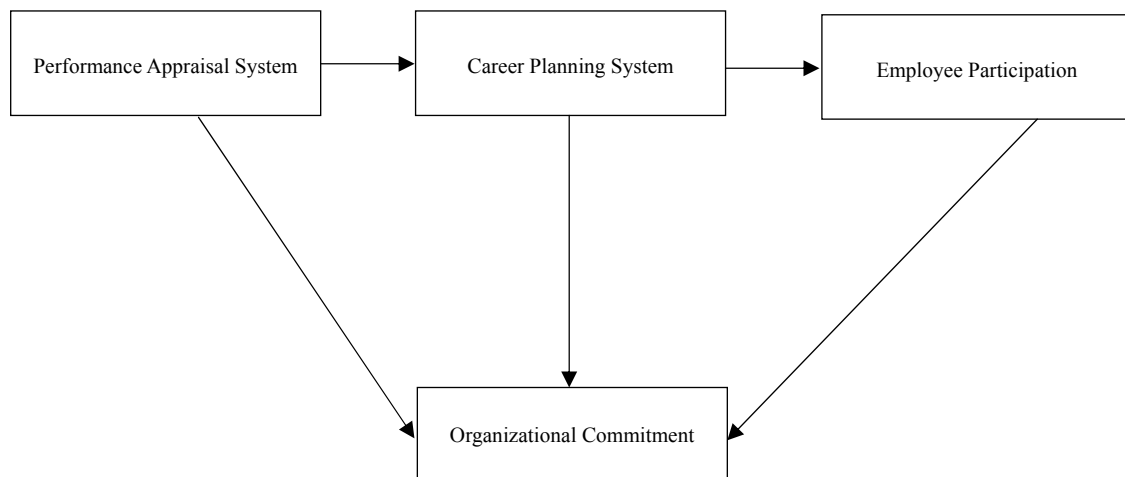 Performance Appraisal System
Career Planning System
Employee Participation
Organizational Commitment